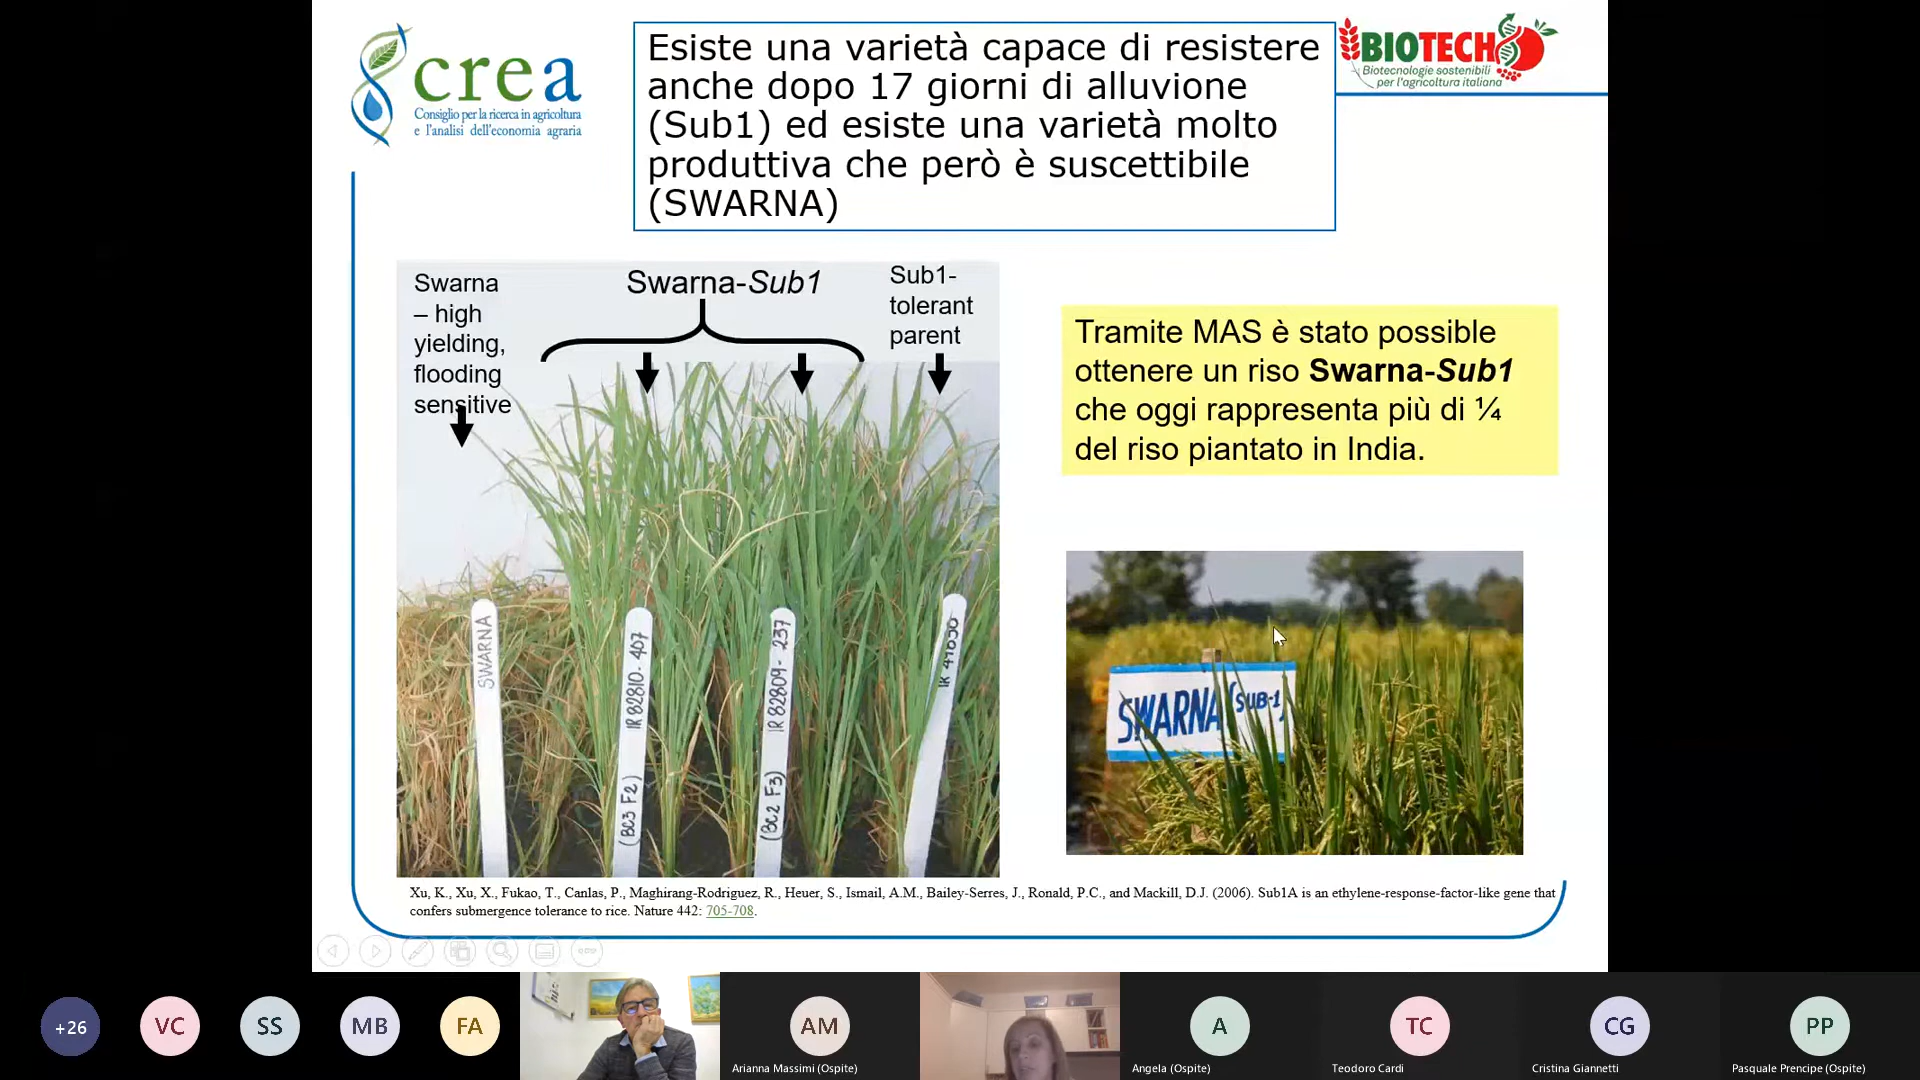 crea
Consiglio per la ricerca in agricoltura
e l'analisi dell'economia agraria
Esiste una varietà capace di resistere
anche dopo 17 giorni di alluvione
(Sub1) ed esiste una varietà molto
produttiva che però è suscettibile
(SWARNA)
BIOTECH
Biotecnologie sostenibili
per l'agricoltura italiana
Swarna
– high
yielding,
flooding
sensitive
Swarna-Sub1
Sub1-
tolerant
parent
SWARNA
IR 82810-407
(BC3 F2)
IR 82809-237
(BC2 F3)
Tramite MAS è stato possible
ottenere un riso Swarna-Sub1
che oggi rappresenta più di ¼
del riso piantato in India.
SWARNA (SUB-1)
Xu, K., Xu, X., Fukao, T., Canlas, P., Maghirang-Rodriguez, R., Heuer, S., Ismail, A.M., Bailey-Serres, J., Ronald, P.C., and Mackill, D.J. (2006). Sub1A is an ethylene-response-factor-like gene that
confers submergence tolerance to rice. Nature 442: 705-708.
+26
VC
SS
MB
FA
AM
Arianna Massimi (Ospite)
A
Angela (Ospite)
TC
Teodoro Cardi
CG
Cristina Giannetti
PP
Pasquale Prencipe (Ospite)